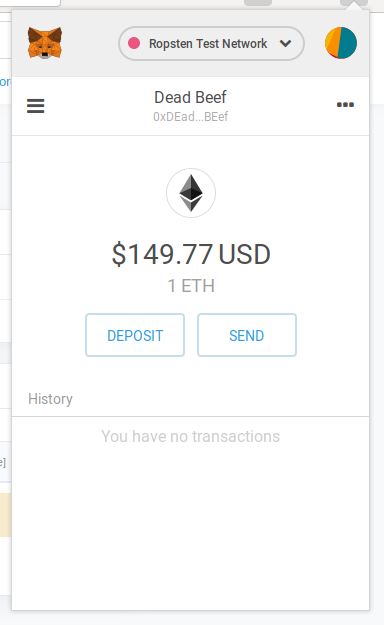 Ropsten Test Network
or
Dead Beef
0xDEad...BEef
$149.77 USD
1 ETH
DEPOSIT
SEND
History
You have no transactions
e]